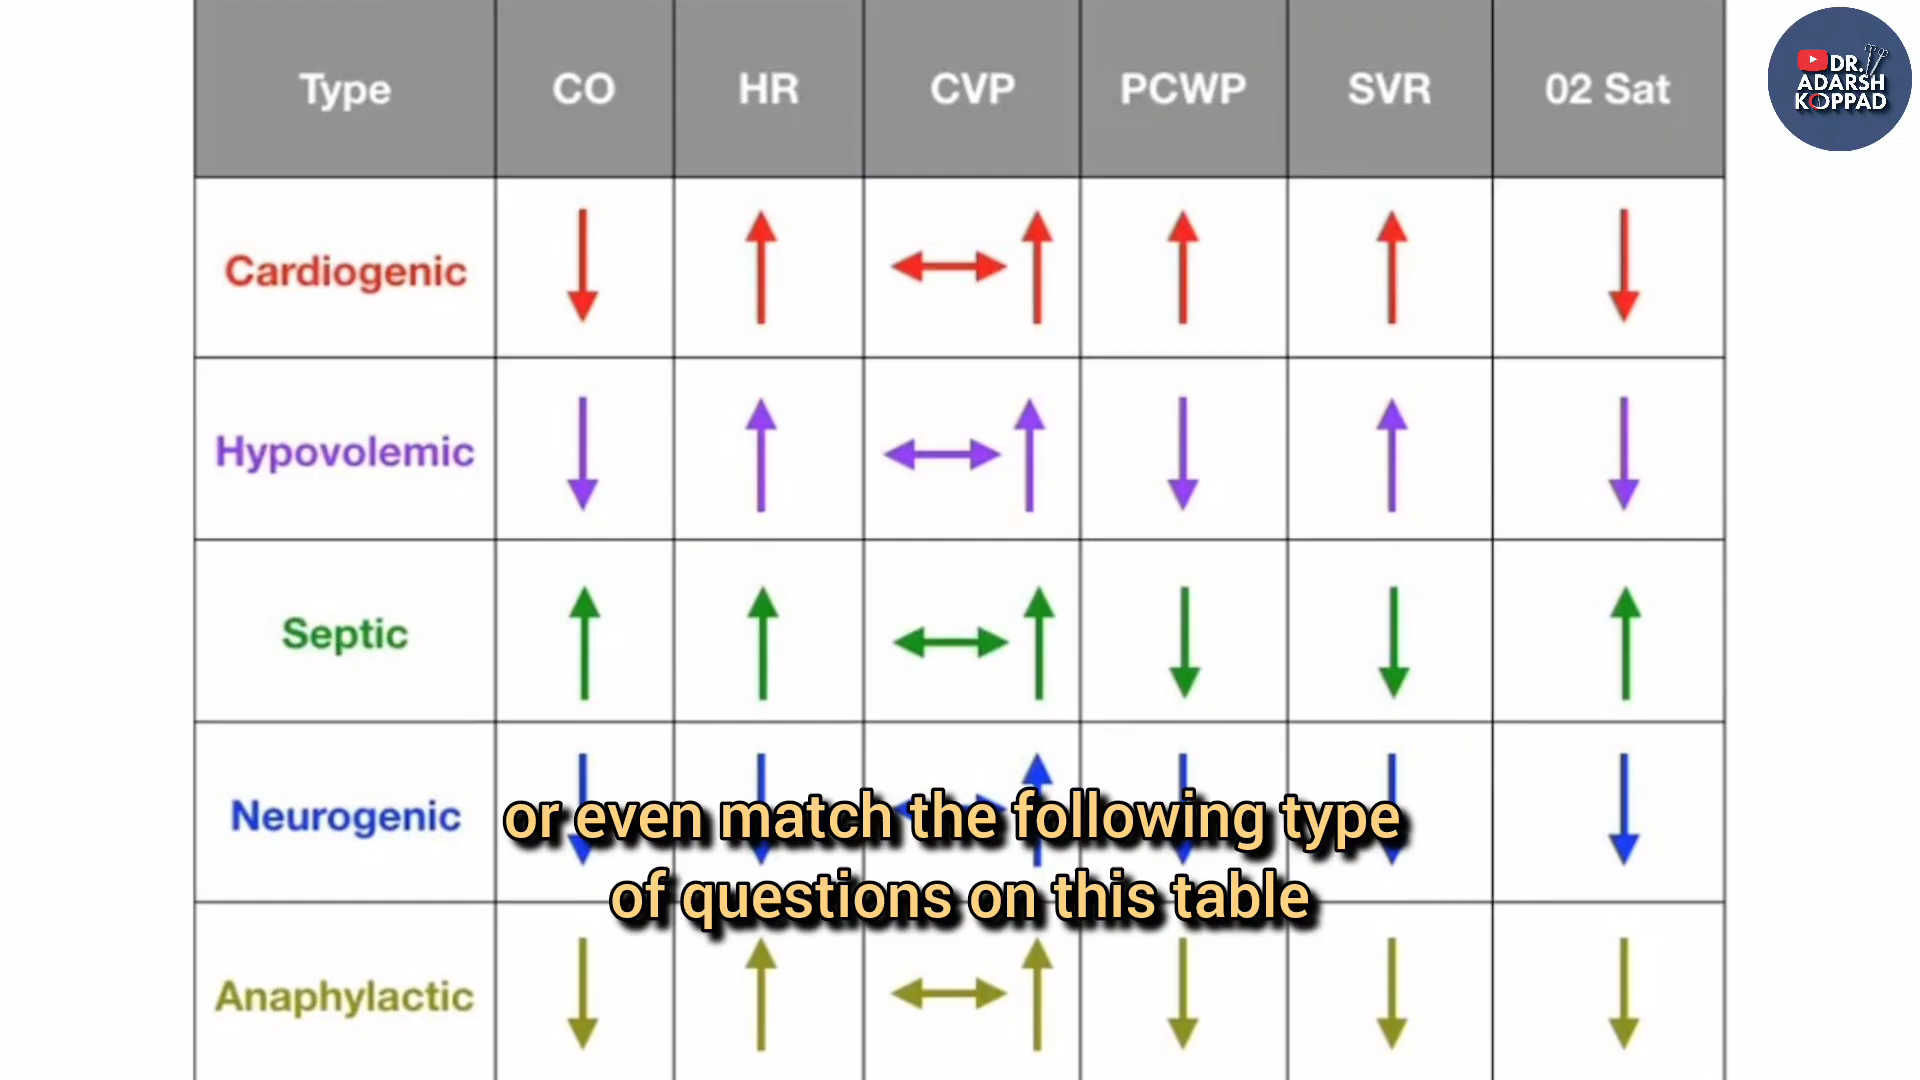 Type CO HR CVP PCWP SVR 02 Sat
DR.
ADARSH
KOPPAD
Cardiogenic
Hypovolemic
Septic
Neurogenic
or even match the following type
of questions on this table
Anaphylactic